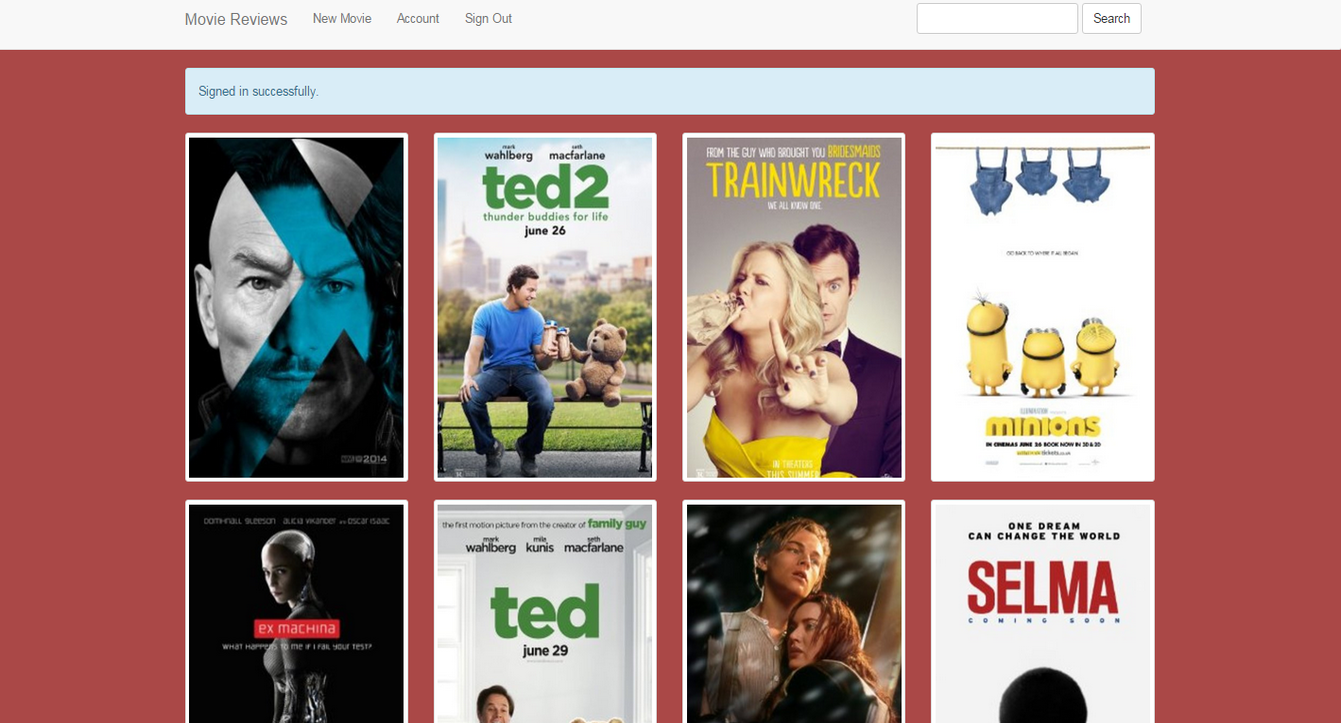 Movie Reviews New Movie Account Sign Out Search
Signed in successfully.
2014
mark wahlberg seth macfarlane
ted2
thunder buddies for life
june 26
FROM THE GUY WHO BROUGHT YOU BRIDESMAIDS
TRAINWRECK
WE ALL KNOW ONE.
IN THEATERS
THIS SUMMER
GO BACK TO WHERE IT ALL BEGAN
minions
IN CINEMAS JUNE 26 BOOK NOW IN 3D & 2D
DOMHNALL GLEESON ALICIA VIKANDER AND OSCAR ISAAC
ex machina
WHAT HAPPENS TO ME IF I FAIL YOUR TEST?
the first motion picture from the creator of family guy
mark wahlberg mila kunis seth macfarlane
ted
june 29
ONE DREAM
CAN CHANGE THE WORLD
SELMA
COMING SOON